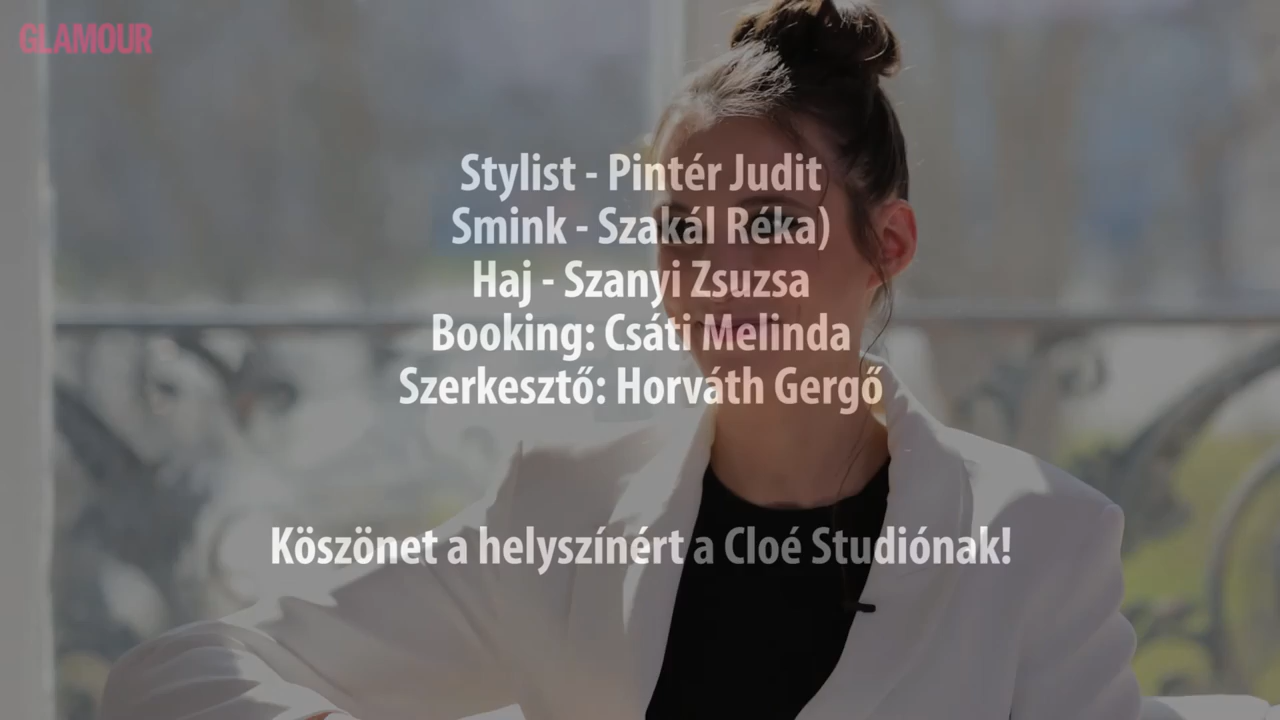 GLAMOUR
Stylist - Pintér Judit
Smink - Szakál Réka)
Haj - Szanyi Zsuzsa
Booking: Csáti Melinda
Szerkesztő: Horváth Gergő
Köszönet a helyszínért a Cloé Studiónak!